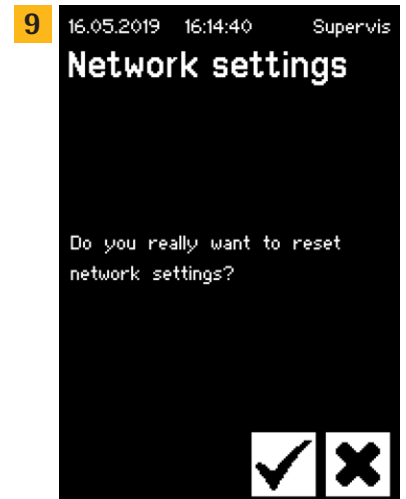 9
16.05.2019 16:14:40 Supervis
Network settings
Do you really want to reset
network settings?